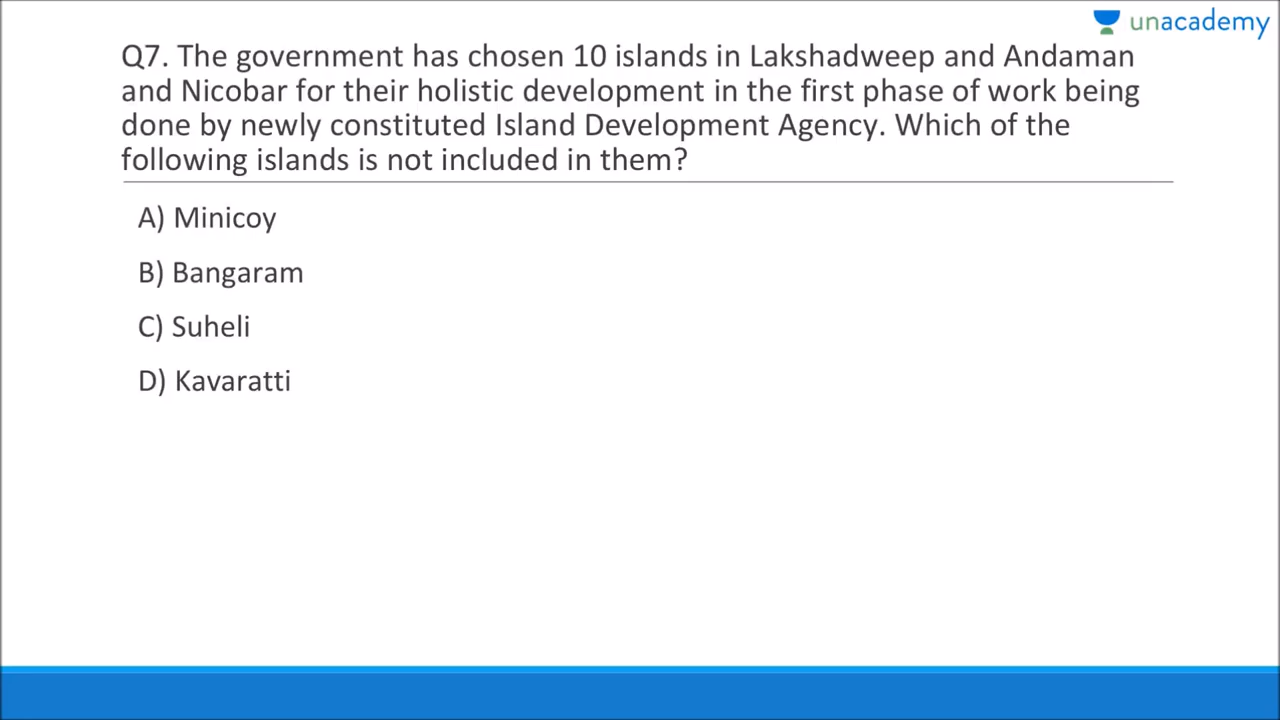 unacademy
Q7. The government has chosen 10 islands in Lakshadweep and Andaman
and Nicobar for their holistic development in the first phase of work being
done by newly constituted Island Development Agency. Which of the
following islands is not included in them?
A) Minicoy
B) Bangaram
C) Suheli
D) Kavaratti